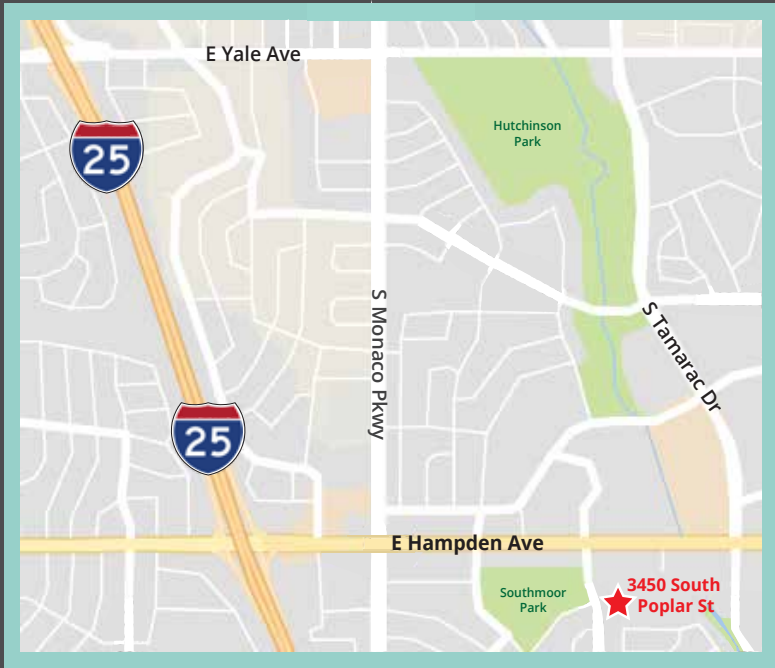 E Yale Ave
Hutchinson
Park
25
S Monaco Pkwy
S Tamarac Dr
25
E Hampden Ave
Southmoor
Park
3450 South
Poplar St